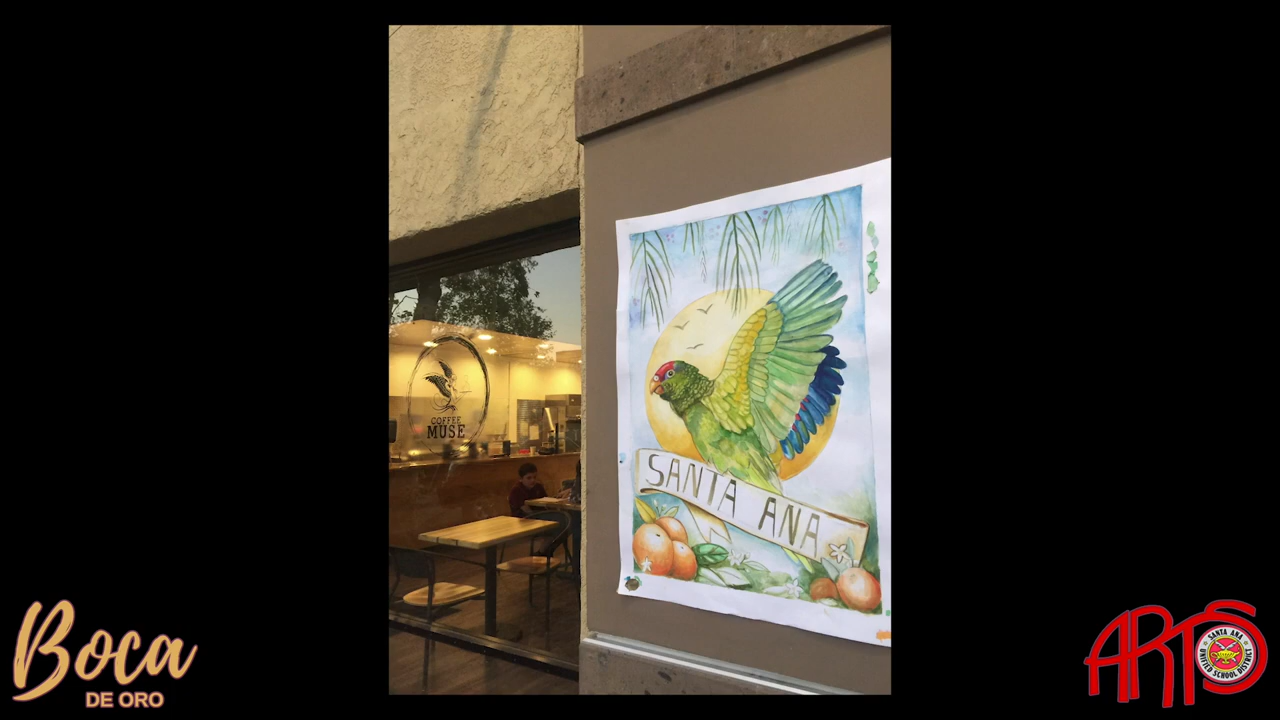 COFFEE
MUSE
SANTA ANA
Boca
DE ORO
ARTS
SANTA ANA
UNIFIED SCHOOL DISTRICT